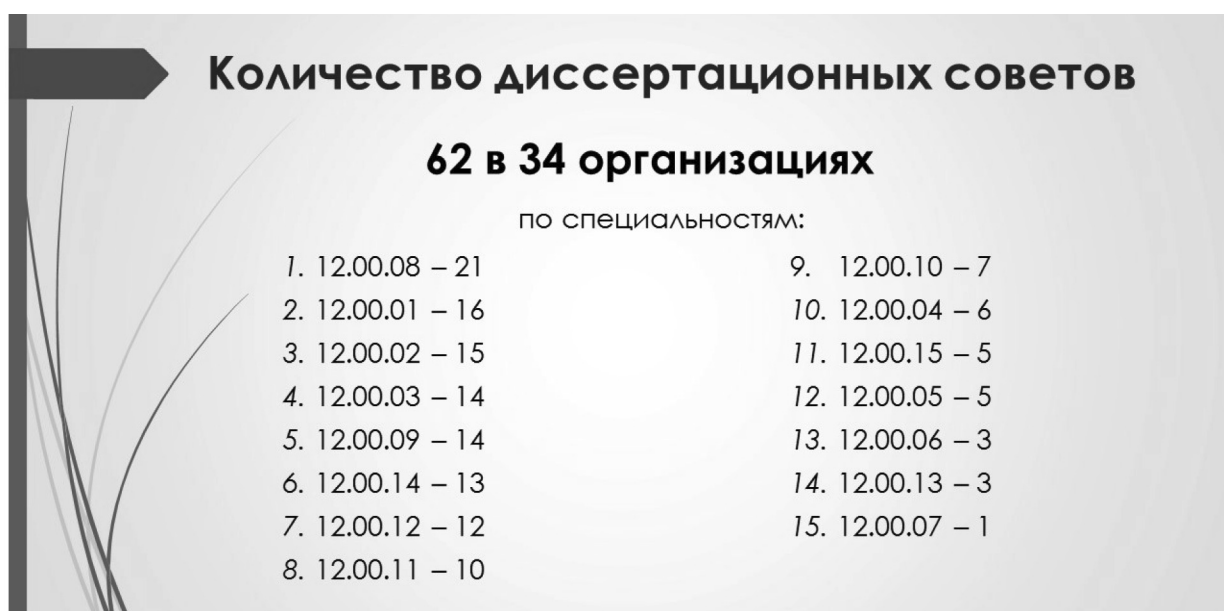 Количество диссертационных советов
62 в 34 организациях
по специальностям:
1. 12.00.08 – 21
2. 12.00.01 – 16
3. 12.00.02 – 15
4. 12.00.03 – 14
5. 12.00.09 – 14
6. 12.00.14 – 13
7. 12.00.12 – 12
8. 12.00.11 – 10
9. 12.00.10 – 7
10. 12.00.04 – 6
11. 12.00.15 – 5
12. 12.00.05 – 5
13. 12.00.06 – 3
14. 12.00.13 – 3
15. 12.00.07 – 1